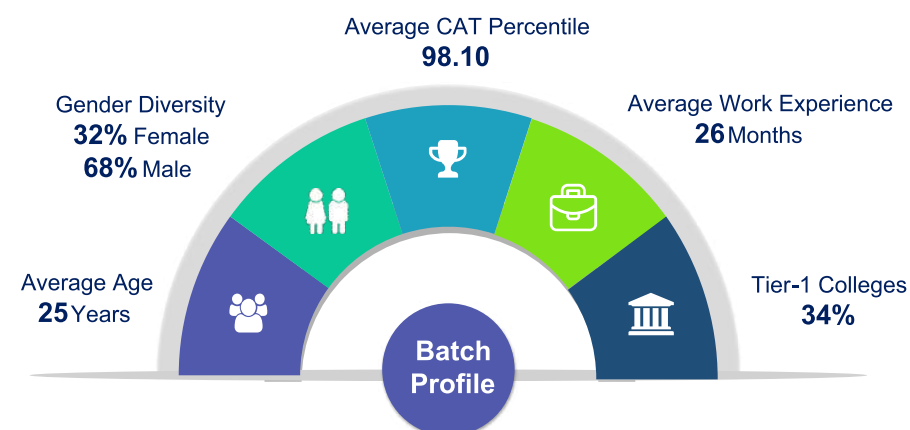 Average CAT Percentile
98.10
Gender Diversity
32% Female
68% Male
Average Work Experience
26 Months
Average Age
25 Years
Tier-1 Colleges
34%
Batch
Profile